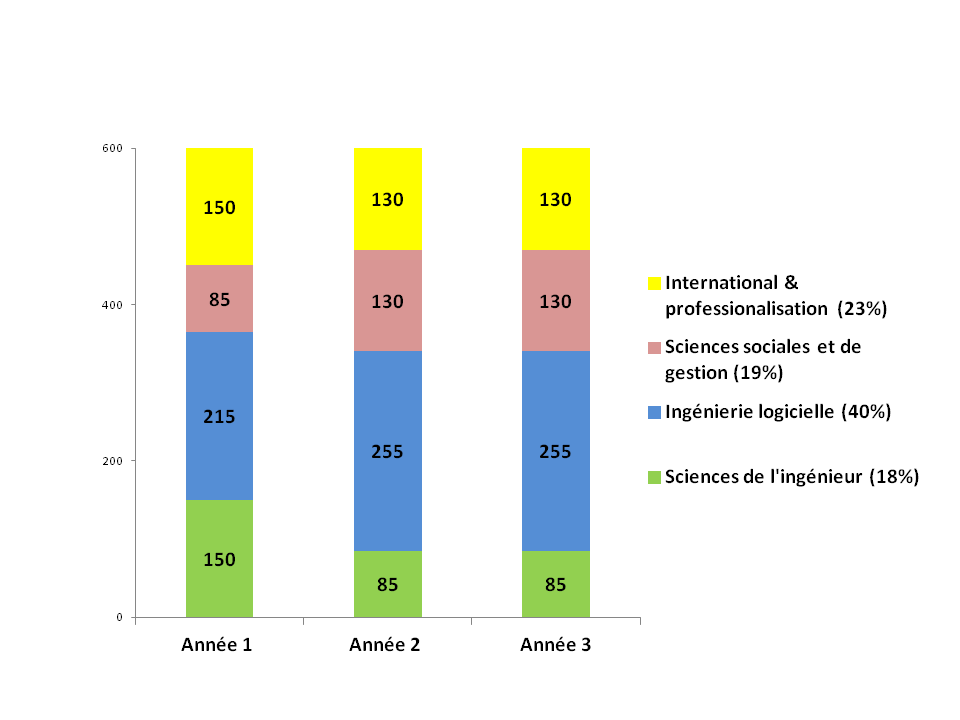 600
400
200
0
150
130
130
85
130
130
215
255
255
150
85
85
Année 1
Année 2
Année 3
International &
professionalisation (23%)
Sciences sociales et de
gestion (19%)
Ingénierie logicielle (40%)
Sciences de l'ingénieur (18%)